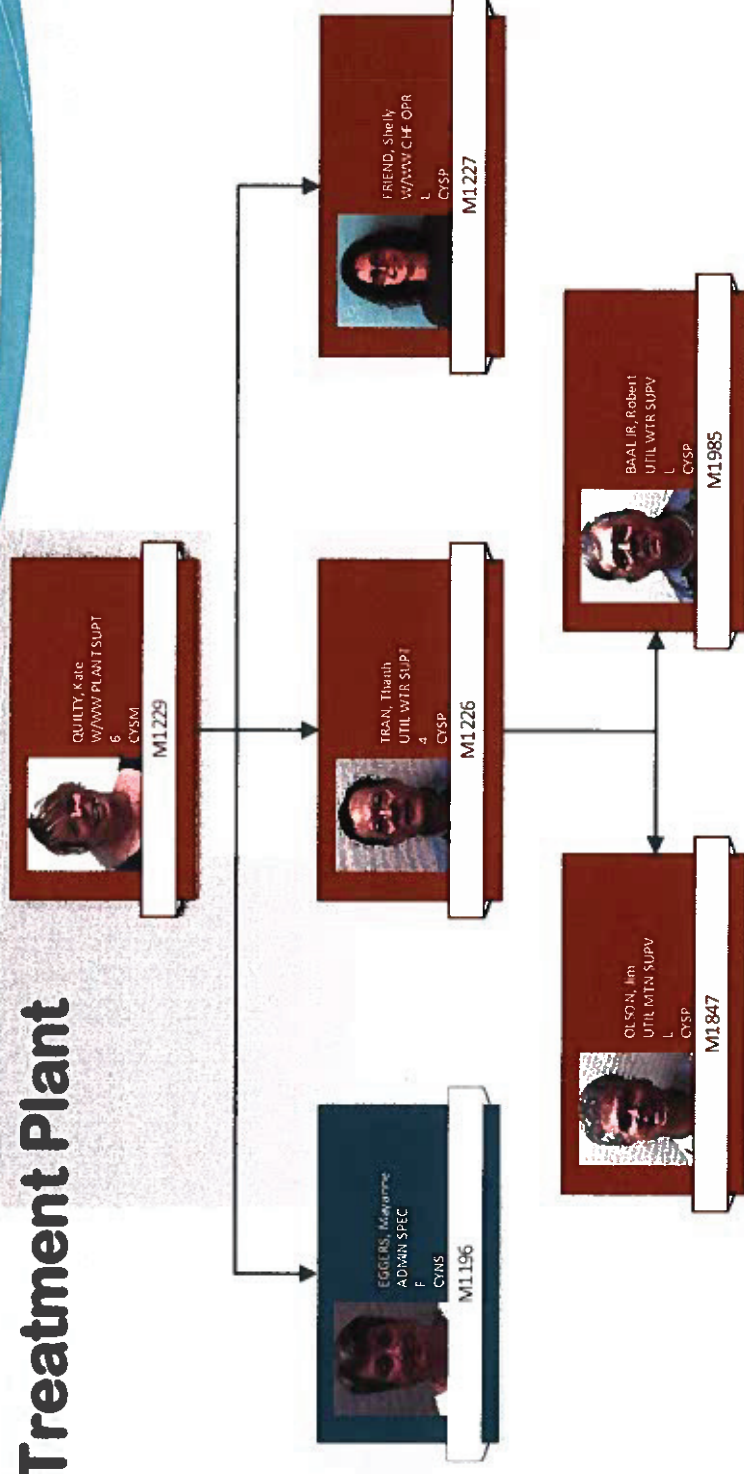 Treatment Plant
QUILTY, Kate
W/WW PLANT SUPT
6
CYSM
M1229
EGGERS, Mayanne
ADMIN SPEC
F
CYNS
M1196
TRAN, Thanh
UTIL WTR SUPT
4
CYSP
M1226
FRIEND, Shelly
W/WW CHF OPR
L
CYSP
M1227
OLSON, Jim
UTIL MTN SUPV
L
CYSP
M1847
BAAL JR, Robert
UTIL WTR SUPV
L
CYSP
M1985